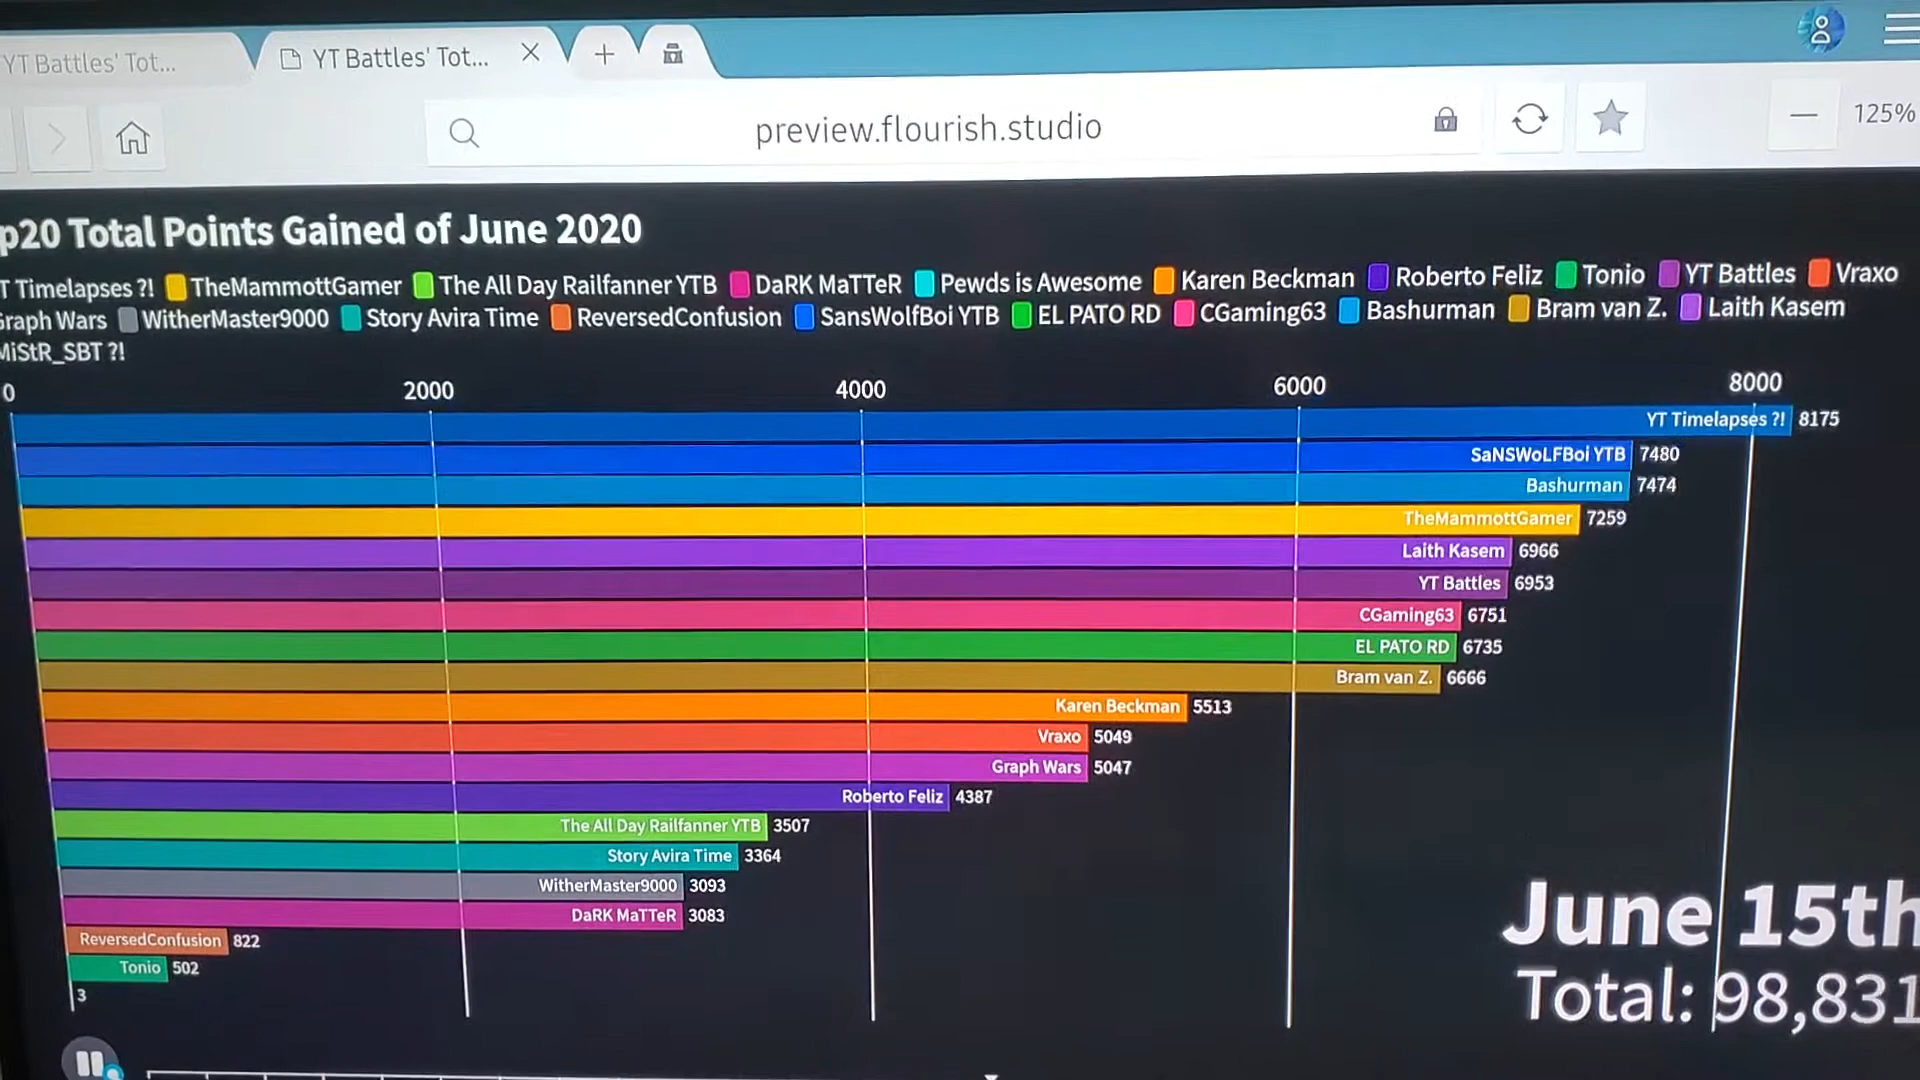 YT Battles' Tot...
YT Battles' Tot...
preview.flourish.studio
125%
p20 Total Points Gained of June 2020
T Timelapses ?! TheMammottGamer The All Day Railfanner YTB DaRK MaTTeR Pewds is Awesome Karen Beckman Roberto Feliz Tonio YT Battles Vraxo
Graph Wars WitherMaster9000 Story Avira Time ReversedConfusion SansWolfBoi YTB EL PATO RD CGaming63 Bashurman Bram van Z. Laith Kasem
MiStR_SBT ?!
0 2000 4000 6000 8000
YT Timelapses ?! 8175
SaNSWoLFBoi YTB 7480
Bashurman 7474
TheMammottGamer 7259
Laith Kasem 6966
YT Battles 6953
CGaming63 6751
EL PATO RD 6735
Bram van Z. 6666
Karen Beckman 5513
Vraxo 5049
Graph Wars 5047
Roberto Feliz 4387
The All Day Railfanner YTB 3507
Story Avira Time 3364
WitherMaster9000 3093
DaRK MaTTeR 3083
ReversedConfusion 822
Tonio 502
3
June 15th
Total: 98,831